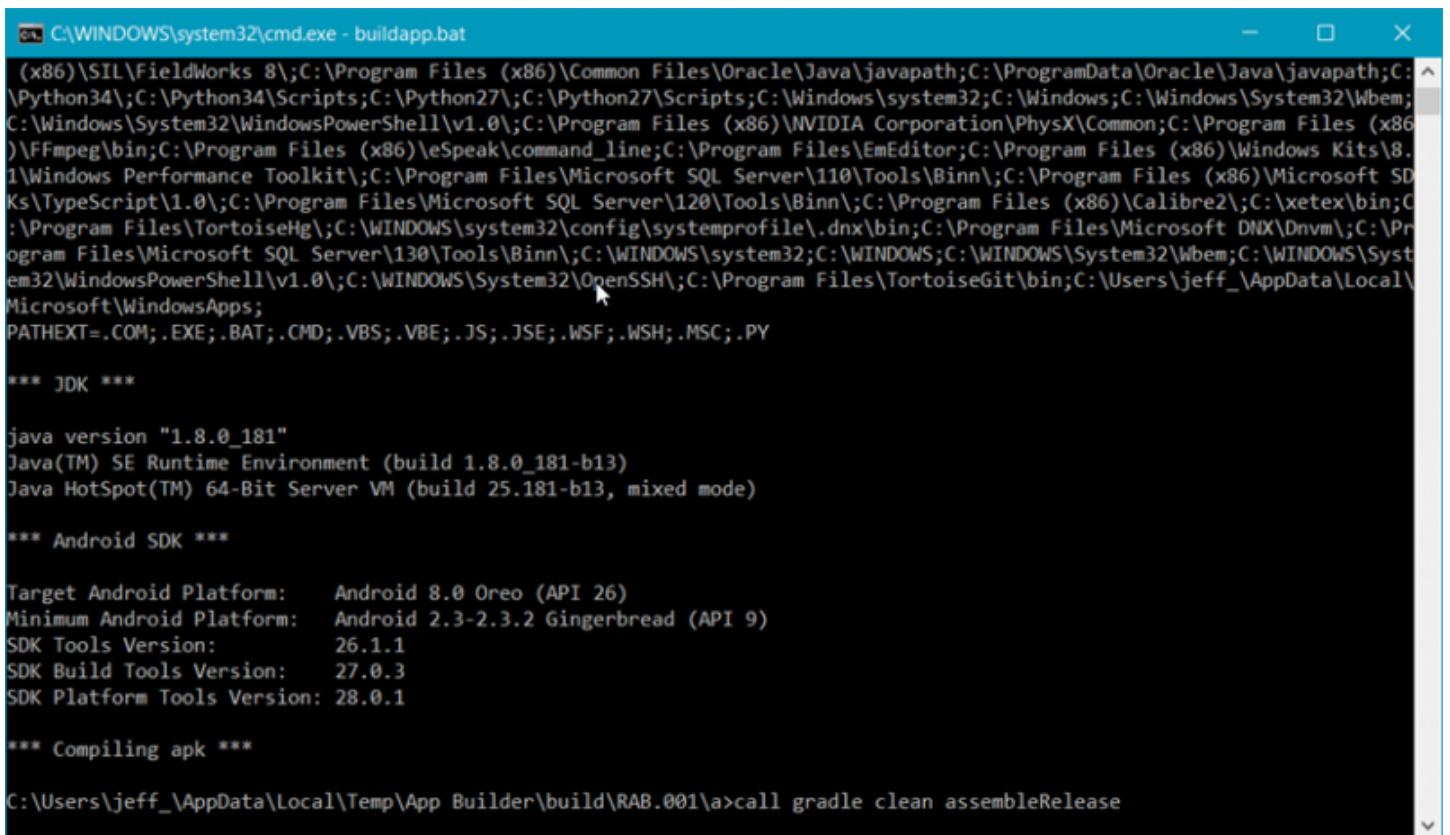 C:\WINDOWS\system32\cmd.exe - buildapp.bat
(x86)\SIL\FieldWorks 8\;C:\Program Files (x86)\Common Files\Oracle\Java\javapath;C:\ProgramData\Oracle\Java\javapath;C:
\Python34\;C:\Python34\Scripts;C:\Python27\;C:\Python27\Scripts;C:\Windows\system32;C:\Windows;C:\Windows\System32\Wbem;
C:\Windows\System32\WindowsPowerShell\v1.0\;C:\Program Files (x86)\NVIDIA Corporation\PhysX\Common;C:\Program Files (x86
)\FFmpeg\bin;C:\Program Files (x86)\eSpeak\command_line;C:\Program Files\EmEditor;C:\Program Files (x86)\Windows Kits\8.
1\Windows Performance Toolkit\;C:\Program Files\Microsoft SQL Server\110\Tools\Binn\;C:\Program Files (x86)\Microsoft SD
Ks\TypeScript\1.0\;C:\Program Files\Microsoft SQL Server\120\Tools\Binn\;C:\Program Files (x86)\Calibre2\;C:\xetex\bin;C
:\Program Files\TortoiseHg\;C:\WINDOWS\system32\config\systemprofile\.dnx\bin;C:\Program Files\Microsoft DNX\Dnvm\;C:\Pr
ogram Files\Microsoft SQL Server\130\Tools\Binn\;C:\WINDOWS\system32;C:\WINDOWS;C:\WINDOWS\System32\Wbem;C:\WINDOWS\Syst
em32\WindowsPowerShell\v1.0\;C:\WINDOWS\System32\OpenSSH\;C:\Program Files\TortoiseGit\bin;C:\Users\jeff_\AppData\Local\
Microsoft\WindowsApps;
PATHEXT=.COM;.EXE;.BAT;.CMD;.VBS;.VBE;.JS;.JSE;.WSF;.WSH;.MSC;.PY
*** JDK ***
java version "1.8.0_181"
Java(TM) SE Runtime Environment (build 1.8.0_181-b13)
Java HotSpot(TM) 64-Bit Server VM (build 25.181-b13, mixed mode)
*** Android SDK ***
Target Android Platform: Android 8.0 Oreo (API 26)
Minimum Android Platform: Android 2.3-2.3.2 Gingerbread (API 9)
SDK Tools Version: 26.1.1
SDK Build Tools Version: 27.0.3
SDK Platform Tools Version: 28.0.1
*** Compiling apk ***
C:\Users\jeff_\AppData\Local\Temp\App Builder\build\RAB.001\a>call gradle clean assembleRelease